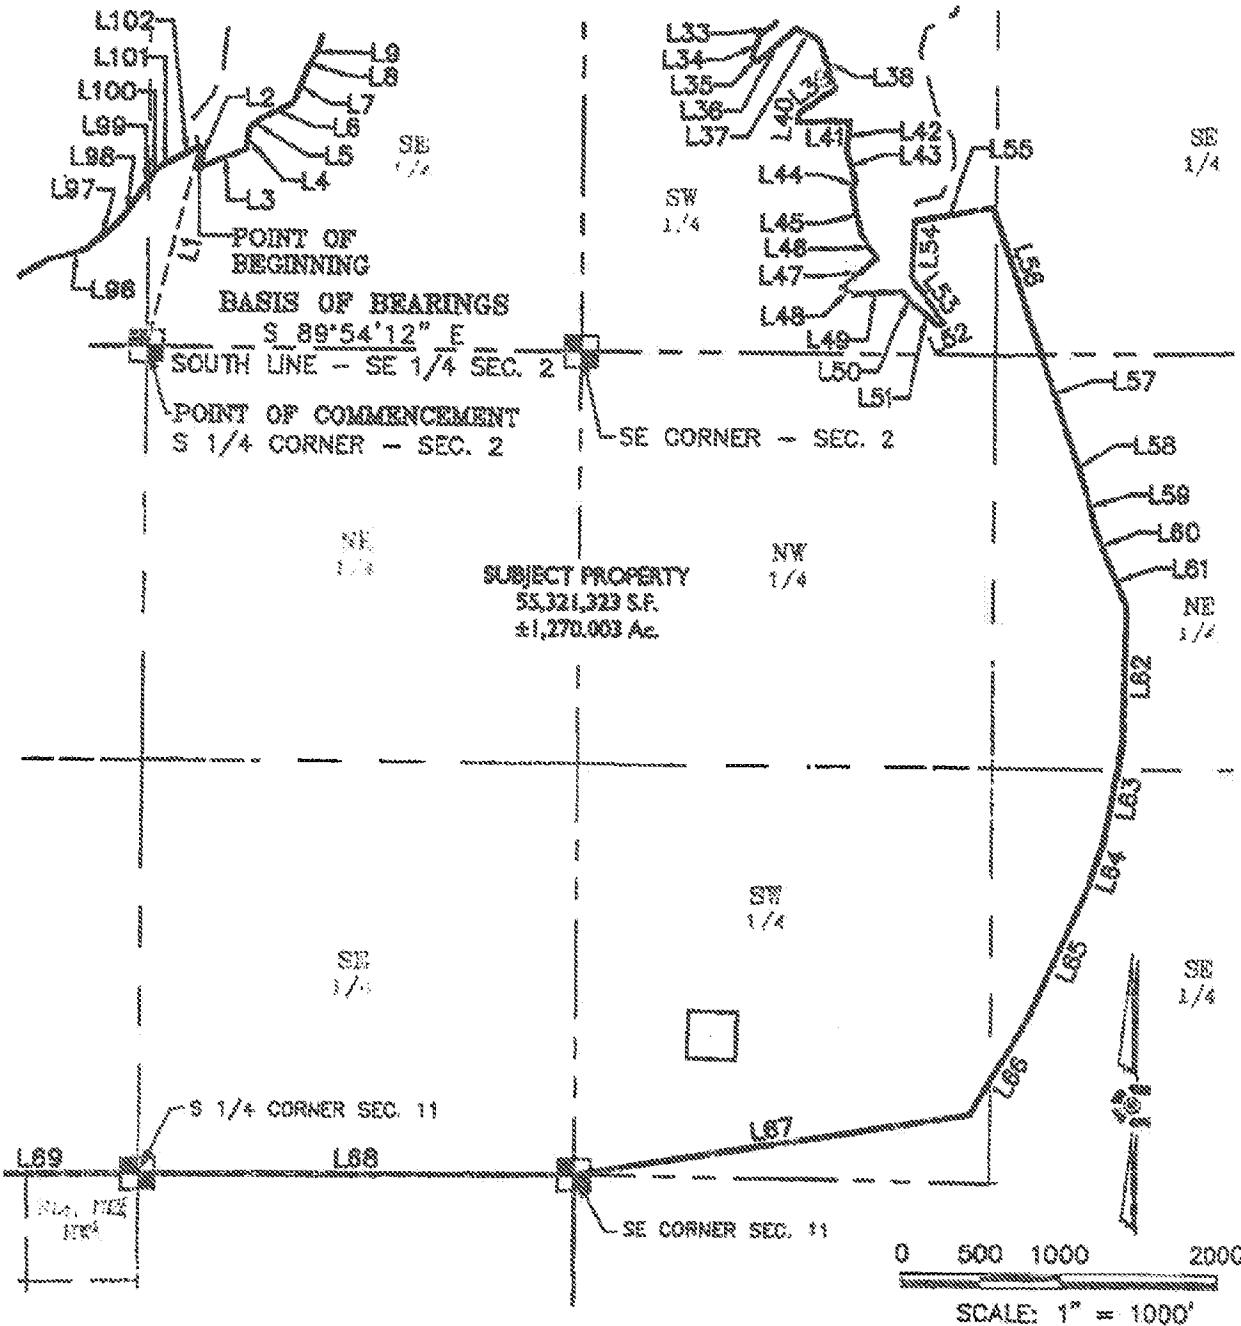 L102
L101
L100
L99
L98
L97
L96
L1
L2
L3
L4
L5
L6
L7
L8
L9
SE
1/4
L33
L34
L35
L36
L37
L38
L39
L40
L41
L42
L43
L44
L45
L46
L47
L48
L49
L50
L51
L52
L53
L54
L55
L56
SW
1/4
SE
1/4
POINT OF
BEGINNING
BASIS OF BEARINGS
S 89°54'12" E
SOUTH LINE - SE 1/4 SEC. 2
POINT OF COMMENCEMENT
S 1/4 CORNER - SEC. 2
SE CORNER - SEC. 2
L57
L58
L59
L60
L61
NE
1/4
NW
1/4
NE
1/4
SUBJECT PROPERTY
55,321,323 S.F.
±1,270.003 Ac.
L62
L63
L64
L65
L66
L67
SE
1/4
SW
1/4
SE
1/4
S 1/4 CORNER SEC. 11
L69
L68
SE CORNER SEC. 11
0 500 1000 2000
SCALE: 1" = 1000'